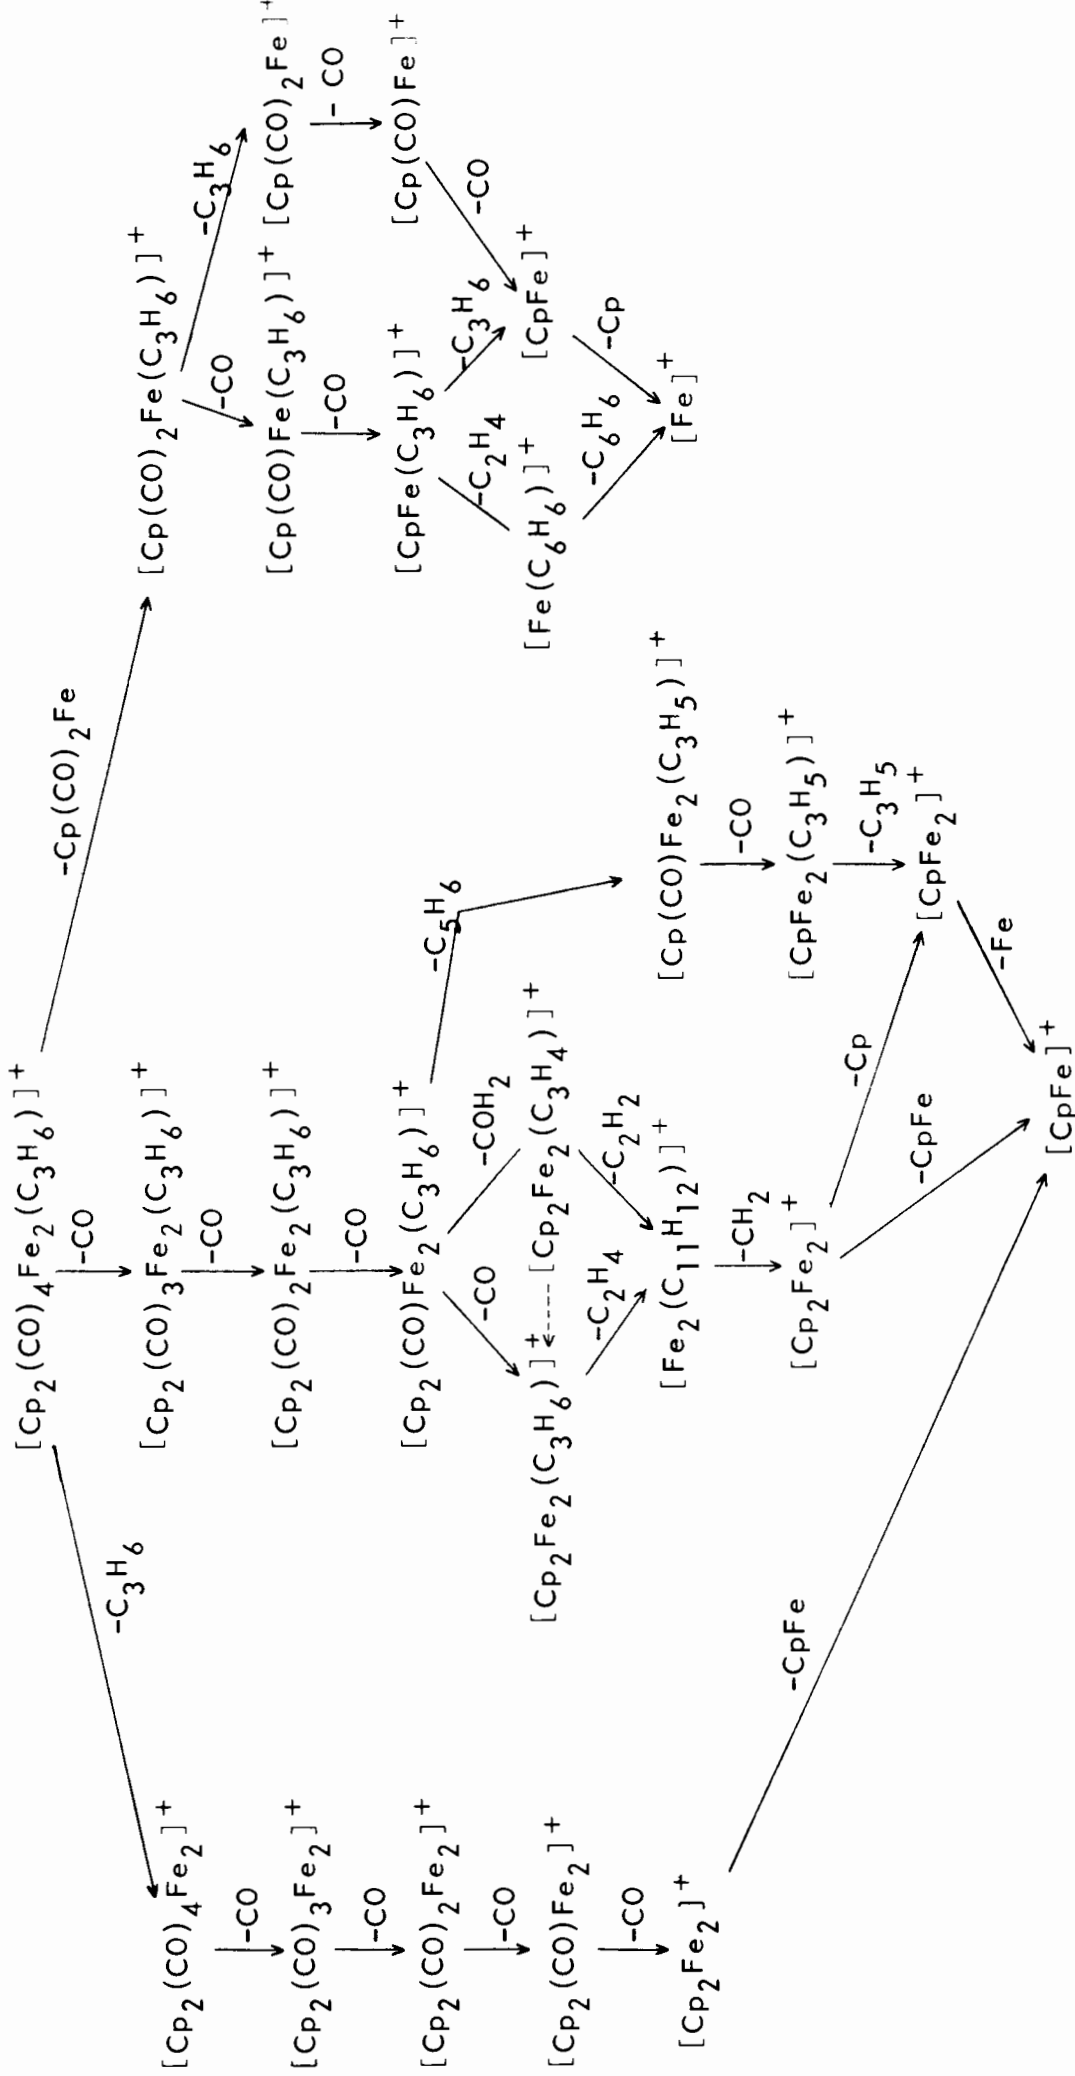 [Cp2(CO)4Fe2(C3H6)]+
-C3H6
-CO
-Cp(CO)2Fe
[Cp2(CO)4Fe2]+
-CO
[Cp2(CO)3Fe2]+
-CO
[Cp2(CO)2Fe2]+
-CO
[Cp2(CO)Fe2]+
-CO
[Cp2Fe2]+
-CpFe
[Cp2(CO)3Fe2(C3H6)]+
-CO
[Cp2(CO)2Fe2(C3H6)]+
-CO
[Cp2(CO)Fe2(C3H6)]+
-CO
-COH2
-C5H6
[Cp2Fe2(C3H6)]+
[Cp2Fe2(C3H4)]+
-C2H4
-C2H2
[Fe2(C11H12)]+
-CH2
[Cp2Fe2]+
-CpFe
-Cp
[Cp(CO)Fe2(C3H5)]+
-CO
[CpFe2(C3H5)]+
-C3H5
[CpFe2]+
-Fe
[CpFe]+
[Cp(CO)2Fe(C3H6)]+
-CO
-C3H6
[Cp(CO)Fe(C3H6)]+
-CO
[Cp(CO)2Fe]+
- CO
[CpFe(C3H6)]+
[Cp(CO)Fe]+
-C2H4
-C3H6
-CO
[Fe(C6H6)]+
[CpFe]+
-C6H6
-Cp
[Fe]+